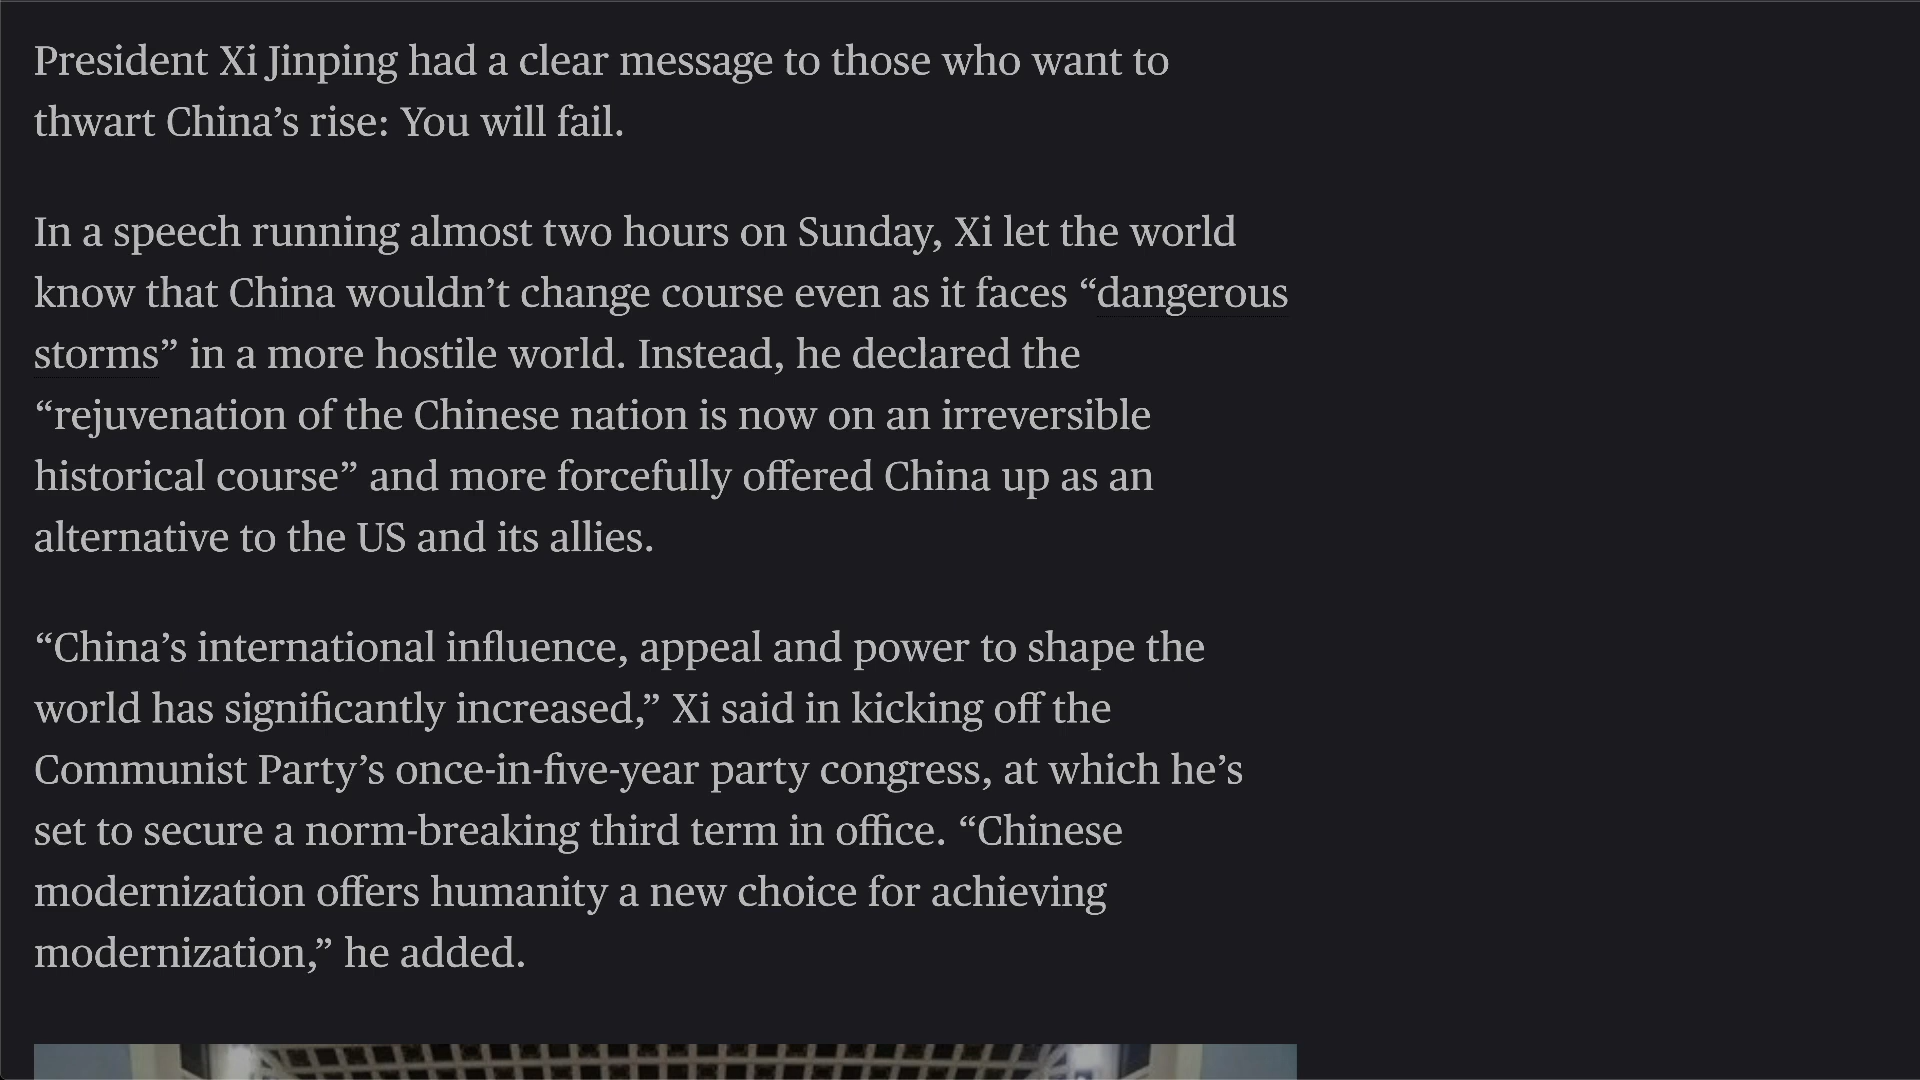 President Xi Jinping had a clear message to those who want to
thwart China’s rise: You will fail.
In a speech running almost two hours on Sunday, Xi let the world
know that China wouldn’t change course even as it faces “dangerous
storms” in a more hostile world. Instead, he declared the
“rejuvenation of the Chinese nation is now on an irreversible
historical course” and more forcefully offered China up as an
alternative to the US and its allies.
“China’s international influence, appeal and power to shape the
world has significantly increased,” Xi said in kicking off the
Communist Party’s once-in-five-year party congress, at which he’s
set to secure a norm-breaking third term in office. “Chinese
modernization offers humanity a new choice for achieving
modernization,” he added.